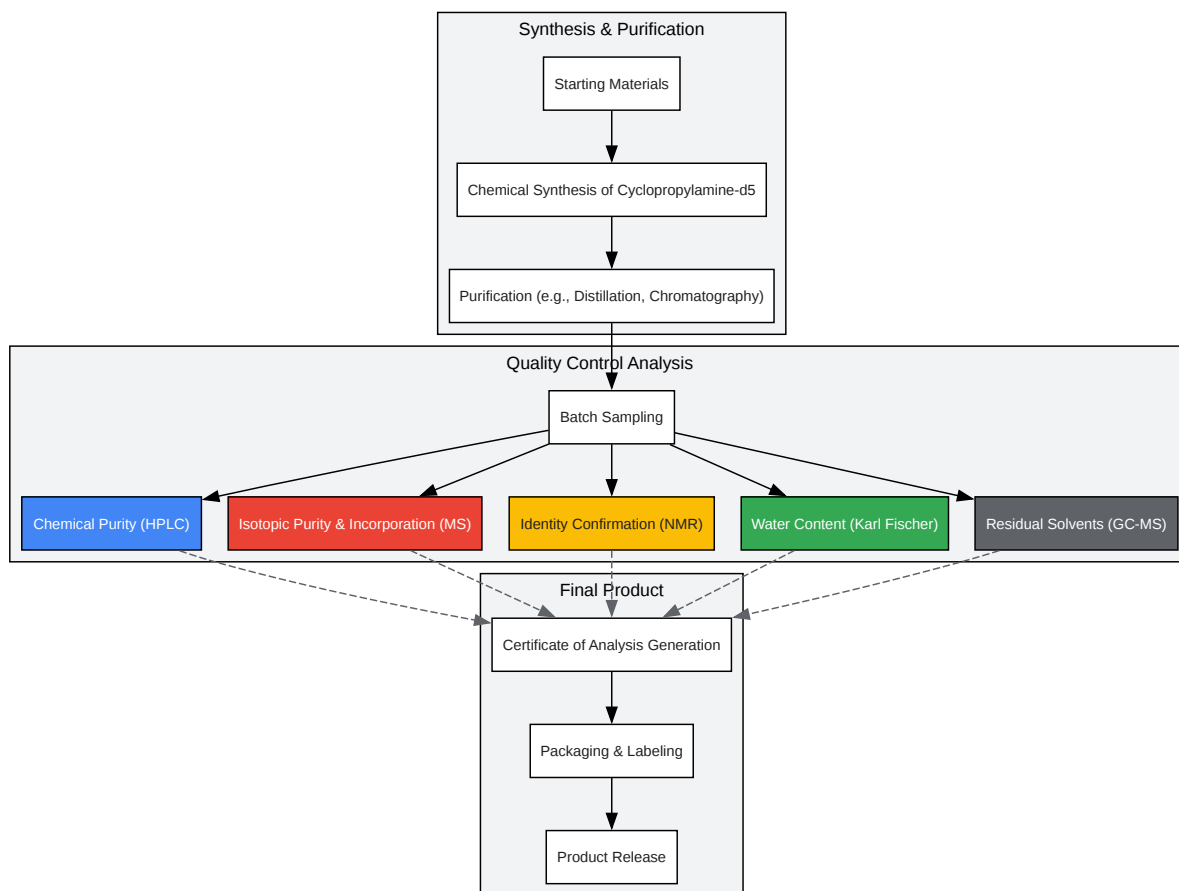 Synthesis & Purification
Starting Materials
Chemical Synthesis of Cyclopropylamine-d5
Purification (e.g., Distillation, Chromatography)
Quality Control Analysis
Batch Sampling
Chemical Purity (HPLC)
Isotopic Purity & Incorporation (MS)
Identity Confirmation (NMR)
Water Content (Karl Fischer)
Residual Solvents (GC-MS)
Final Product
Certificate of Analysis Generation
Packaging & Labeling
Product Release